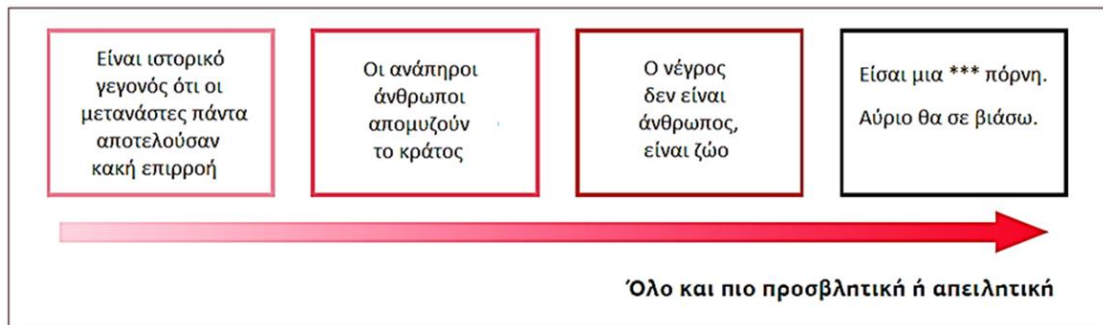 Είναι ιστορικό
γεγονός ότι οι
μετανάστες πάντα
αποτελούσαν
κακή επιρροή
Οι ανάπηροι
άνθρωποι
απομυζούν
το κράτος
Ο νέγρος
δεν είναι
άνθρωπος,
είναι ζώο
Είσαι μια *** πόρνη.
Αύριο θα σε βιάσω.
Όλο και πιο προσβλητική ή απειλητική